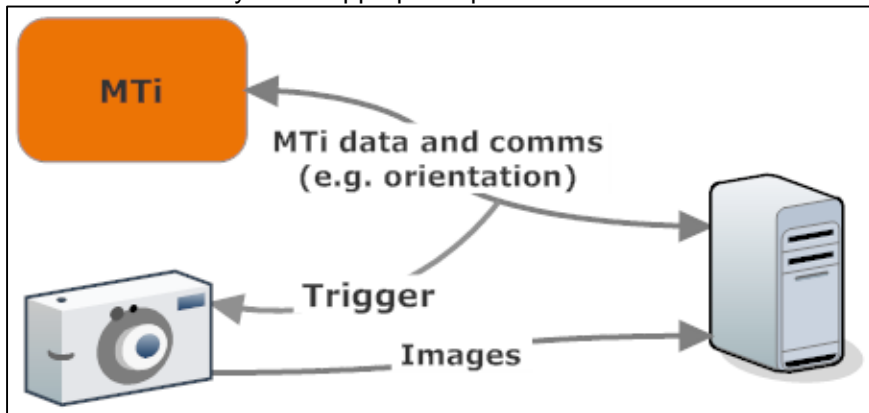 MTi
MTi data and comms
(e.g. orientation)
Trigger
Images